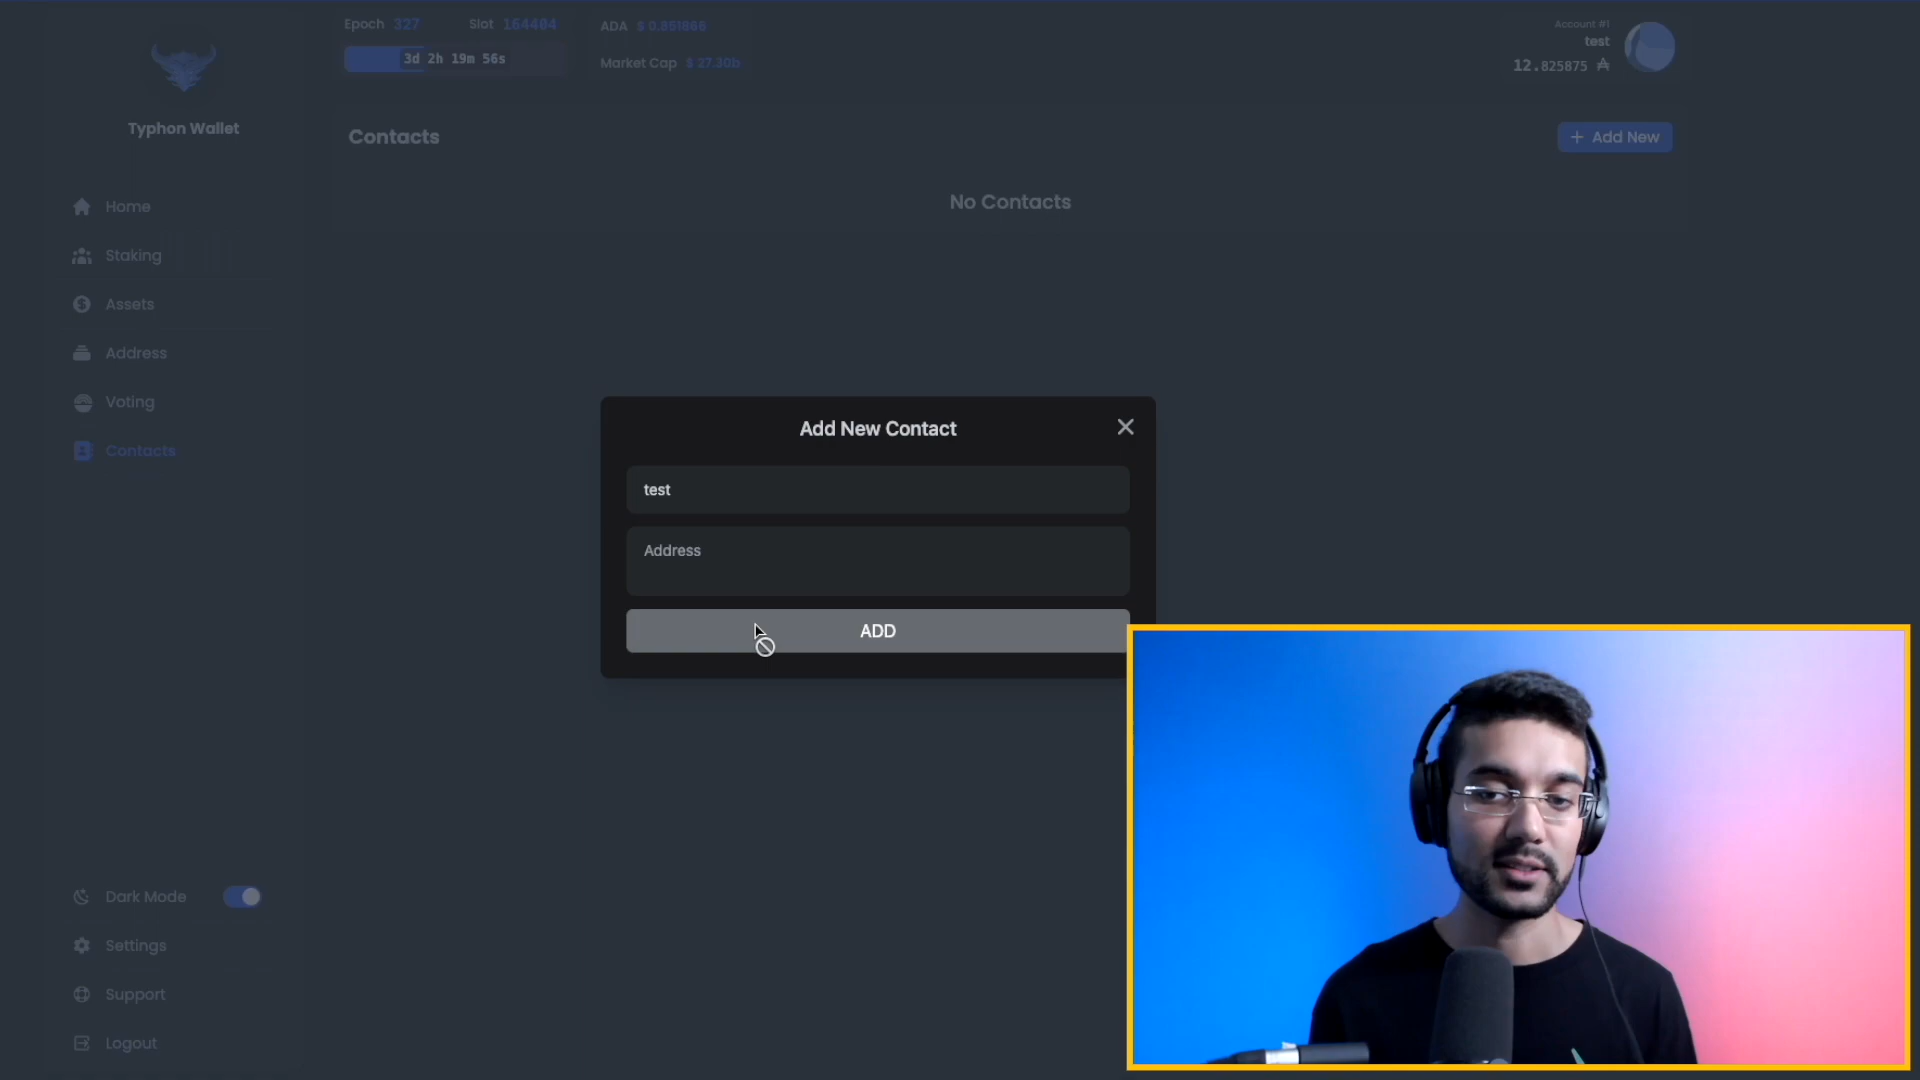 Epoch 327 Slot 164404
3d 2h 19m 56s
ADA $ 0.851866
Market Cap $ 27.30b
Account #1
test
12.825875 ₳
Typhon Wallet
Home
Staking
Assets
Address
Voting
Contacts
Contacts
+ Add New
No Contacts
Add New Contact
test
Address
ADD
Dark Mode
Settings
Support
Logout